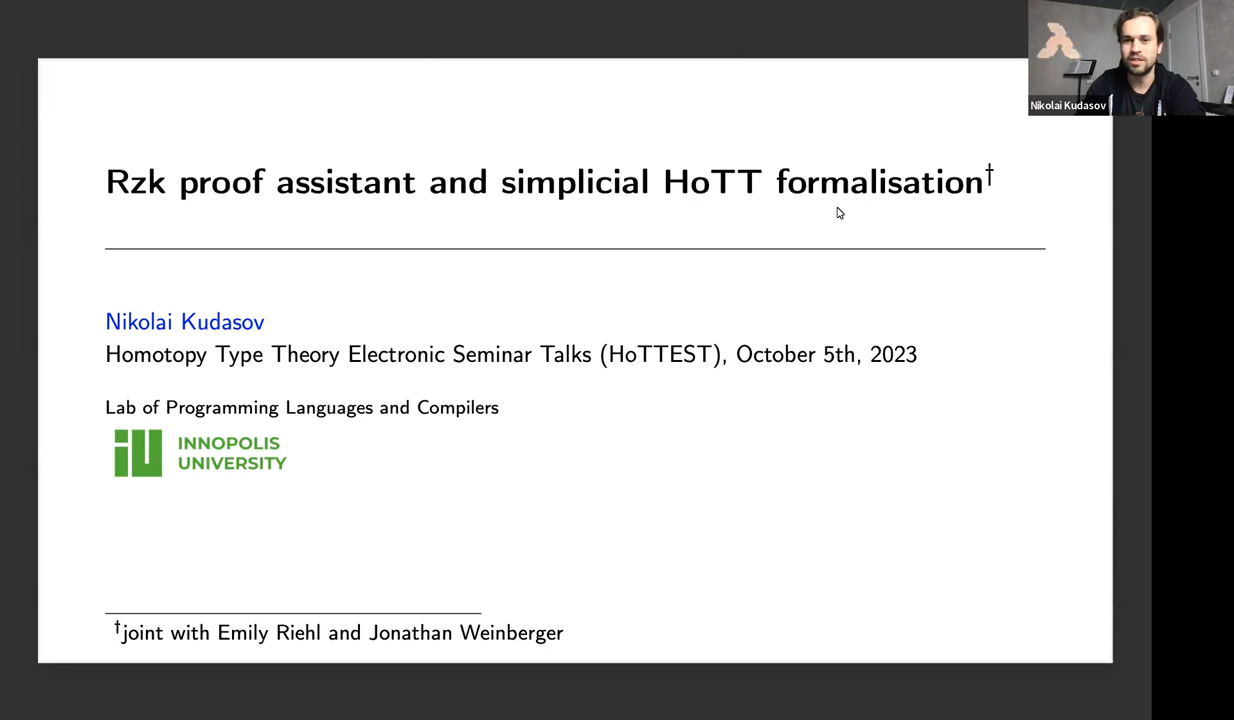 Rzk proof assistant and simplicial HoTT formalisation†
Nikolai Kudasov
Nikolai Kudasov
Homotopy Type Theory Electronic Seminar Talks (HoTTEST), October 5th, 2023
Lab of Programming Languages and Compilers
INNOPOLIS
UNIVERSITY
†joint with Emily Riehl and Jonathan Weinberger